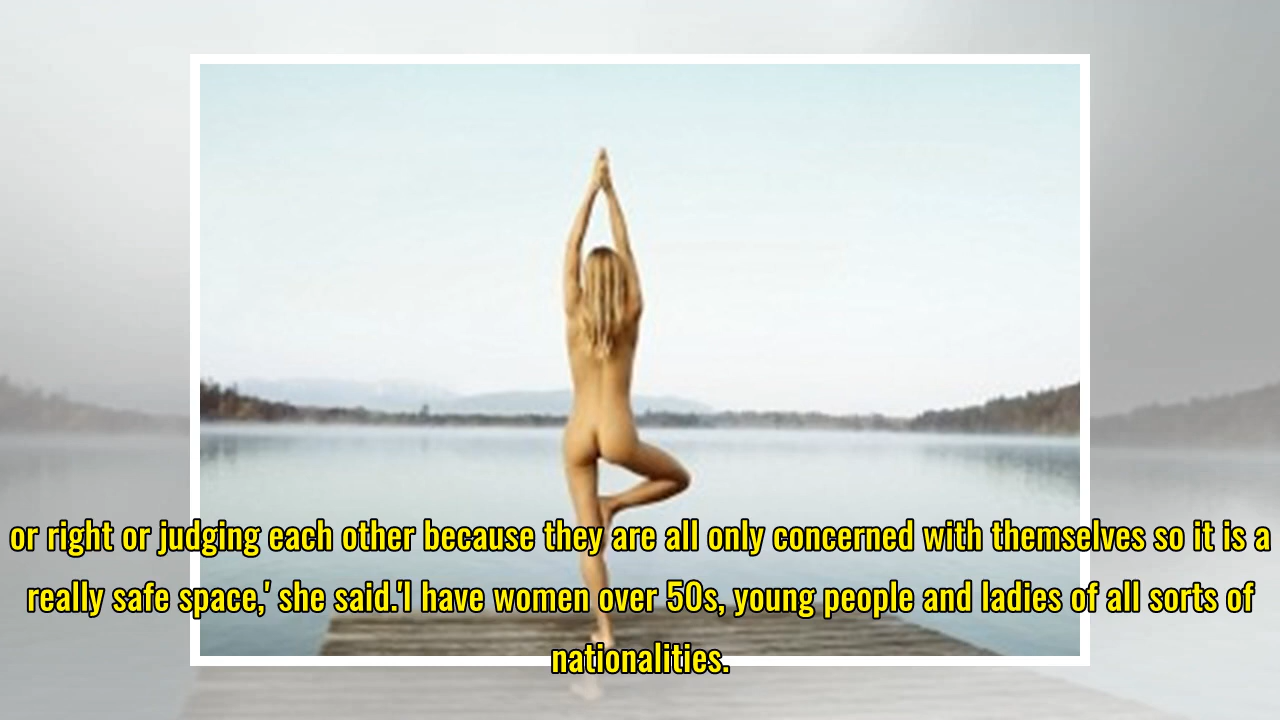 or right or judging each other because they are all only concerned with themselves so it is a
really safe space,' she said.'I have women over 50s, young people and ladies of all sorts of
nationalities.